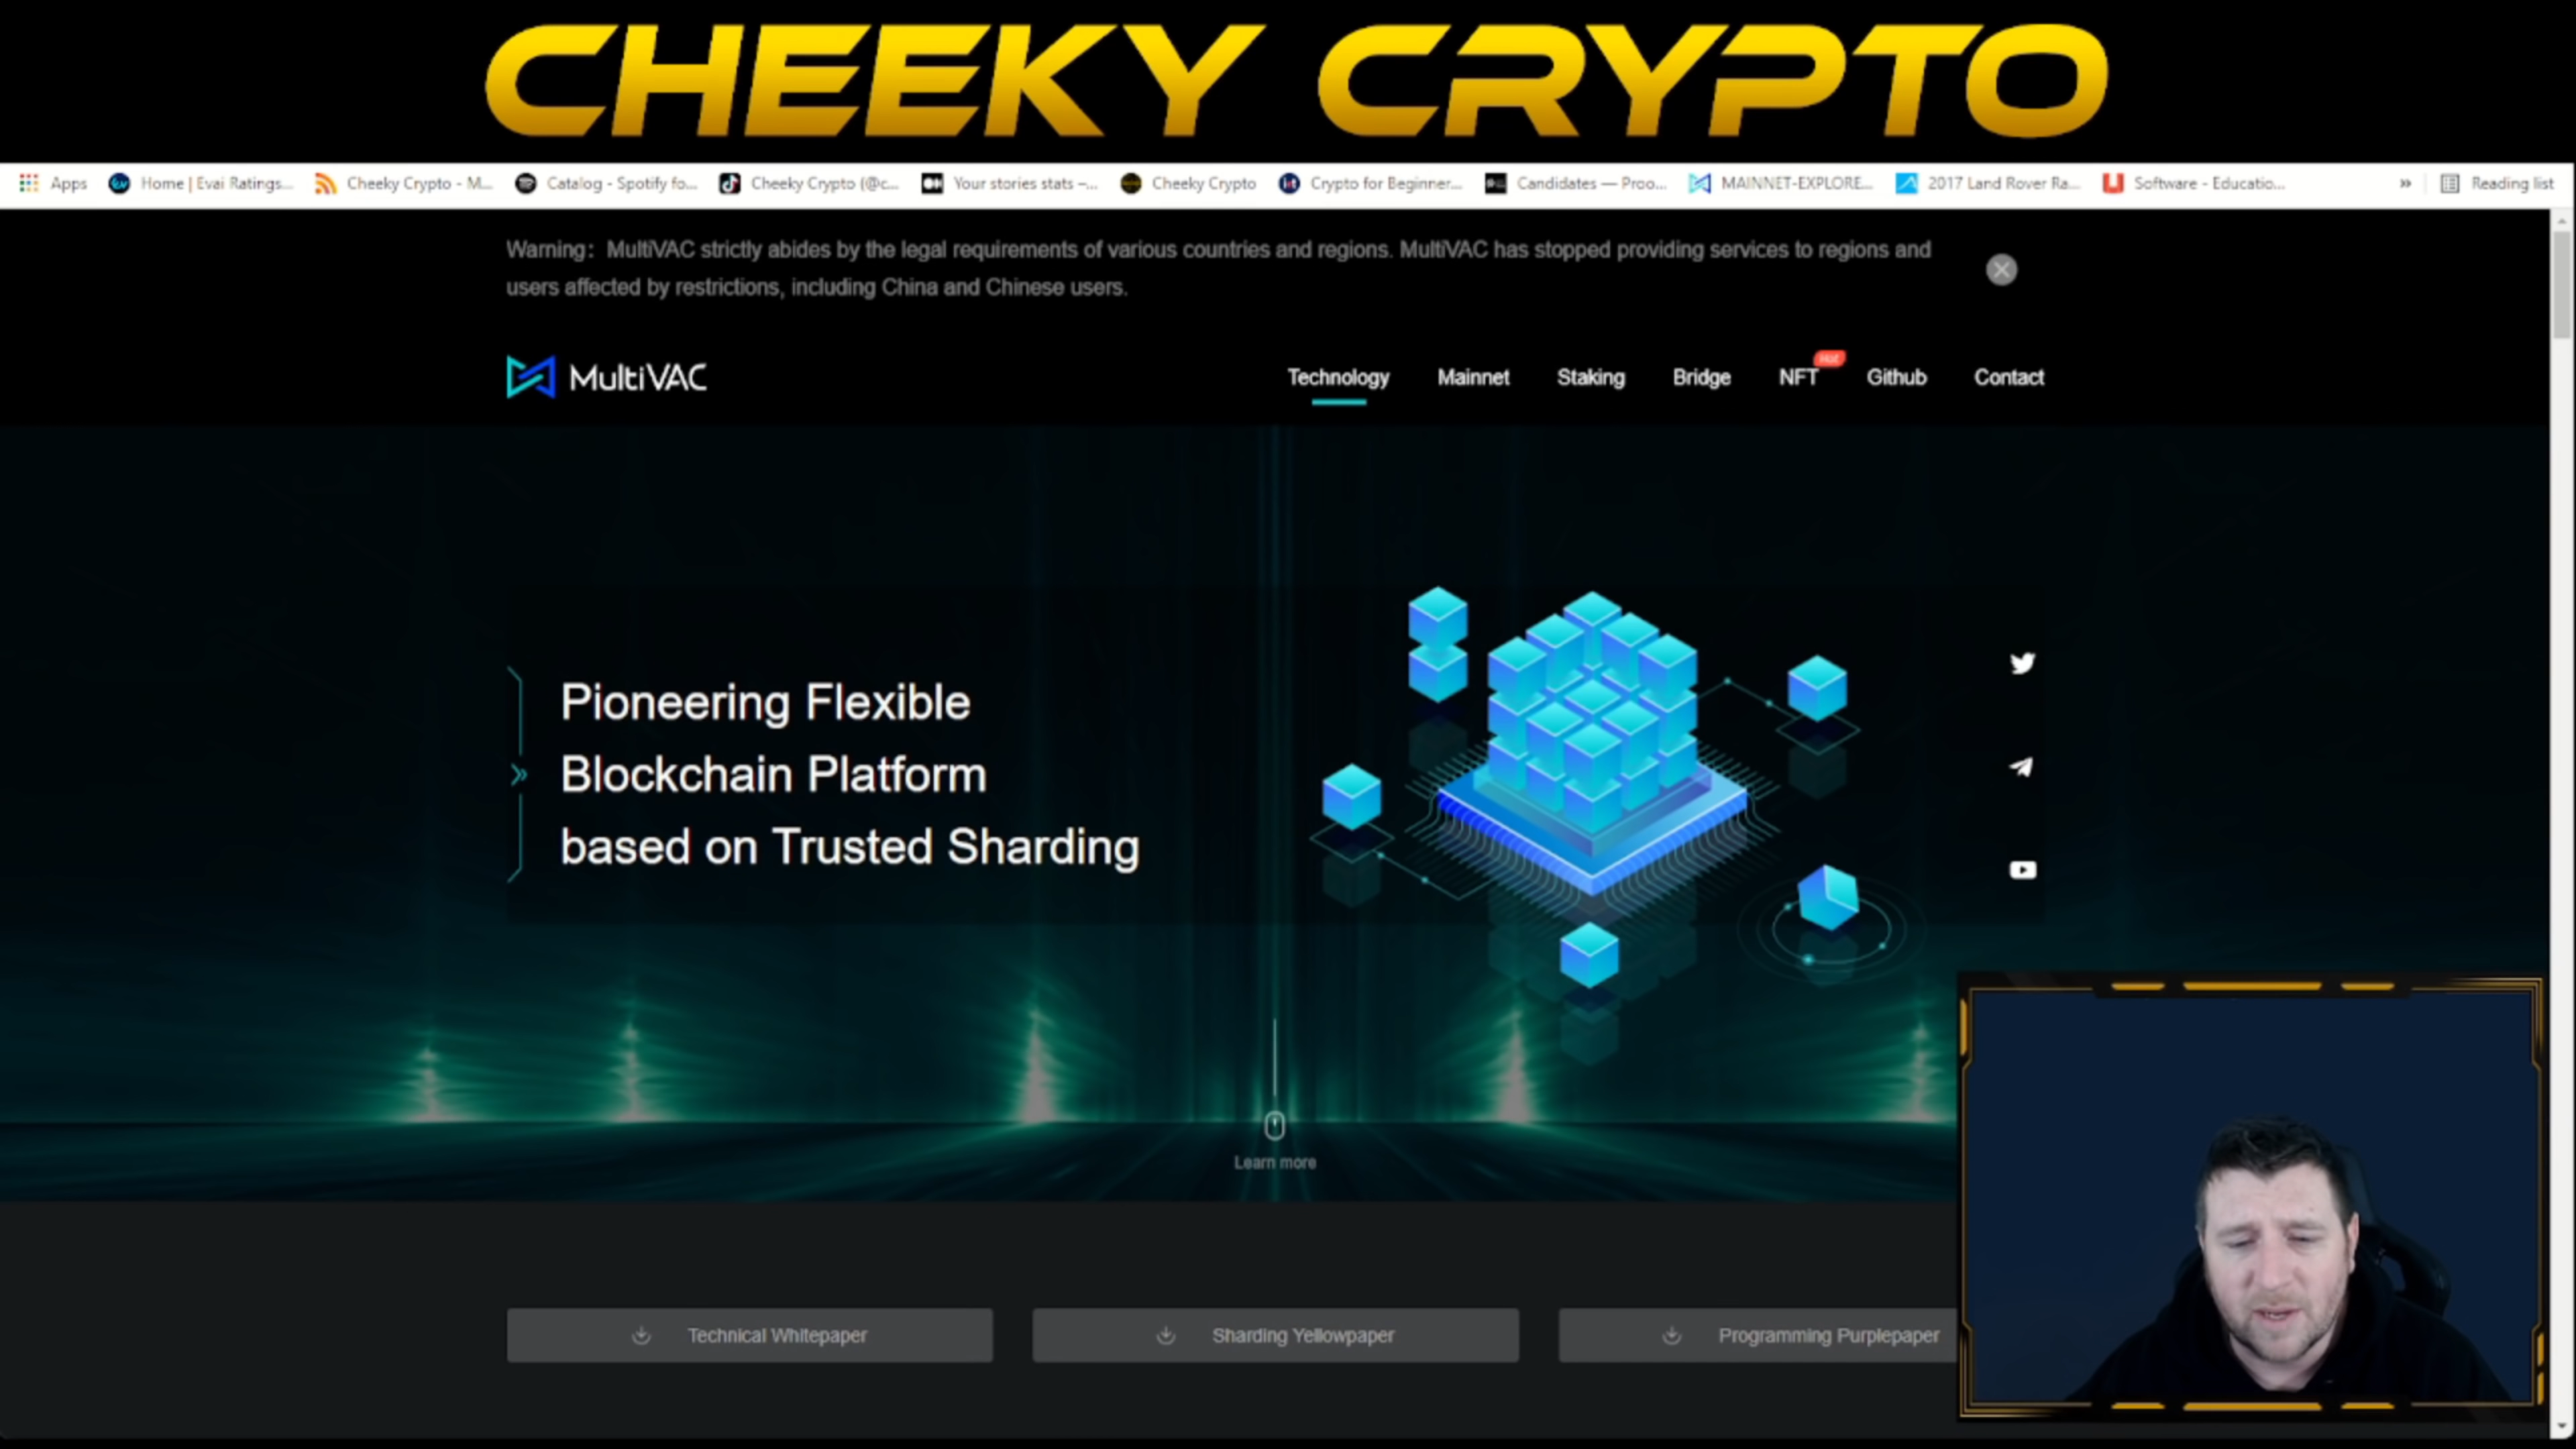 CHEEKY CRYPTO
Apps Home | Evai Ratings... Cheeky Crypto - M... Catalog - Spotify fo... Cheeky Crypto (@c... Your stories stats –... Cheeky Crypto Crypto for Beginner... Candidates — Proo... MAINNET-EXPLORE... 2017 Land Rover Ra... Software - Educatio... » Reading list
Warning: MultiVAC strictly abides by the legal requirements of various countries and regions. MultiVAC has stopped providing services to regions and
users affected by restrictions, including China and Chinese users.
MultiVAC Technology Mainnet Staking Bridge NFT Hot Github Contact
Pioneering Flexible
Blockchain Platform
based on Trusted Sharding
Learn more
Technical Whitepaper Sharding Yellowpaper Programming Purplepaper